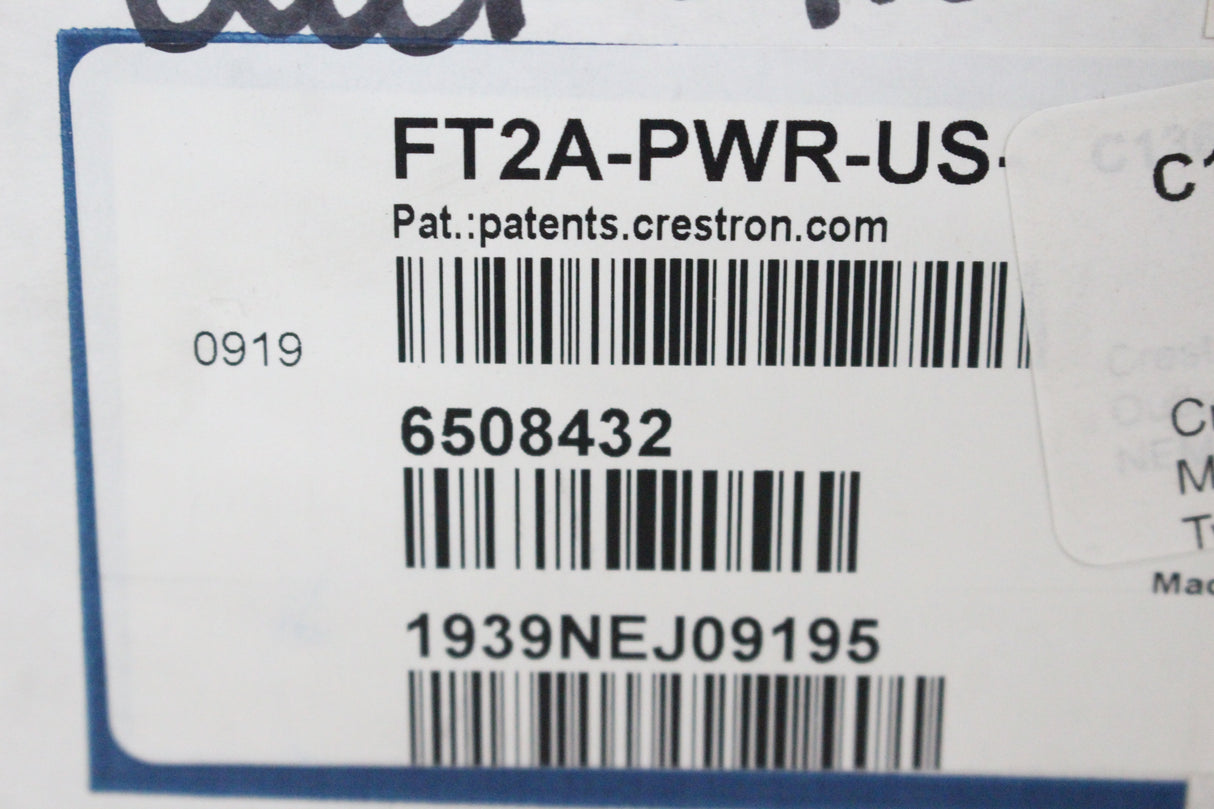 FT2A-PWR-US-
Pat.:patents.crestron.com
0919
6508432
1939NEJ09195